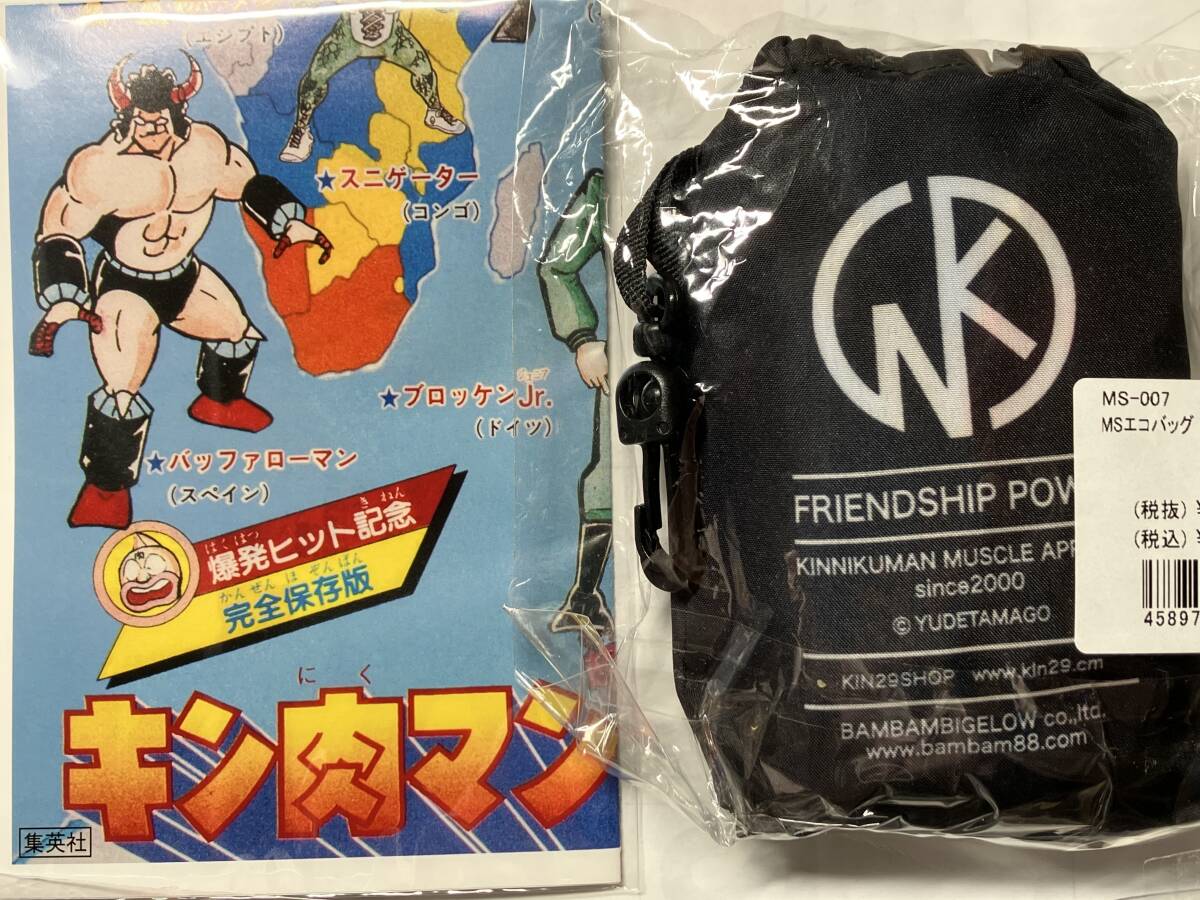 (エジプト)
★スニゲーター
(コンゴ)
ジュニア
★ブロッケンJr.
(ドイツ)
★バッファローマン
(スペイン)
ばくはつ きねん
爆発ヒット記念
かんぜんほぞんばん
完全保存版
にく
キン肉マン
集英社
KN
FRIENDSHIP POW
KINNIKUMAN MUSCLE APP
since2000
© YUDETAMAGO
KIN29SHOP www.kin29.cm
BAMBAMBIGELOW co.,ltd.
www.bambam88.com
MS-007
MSエコバッグ
(税抜)¥
(税込)¥
45897